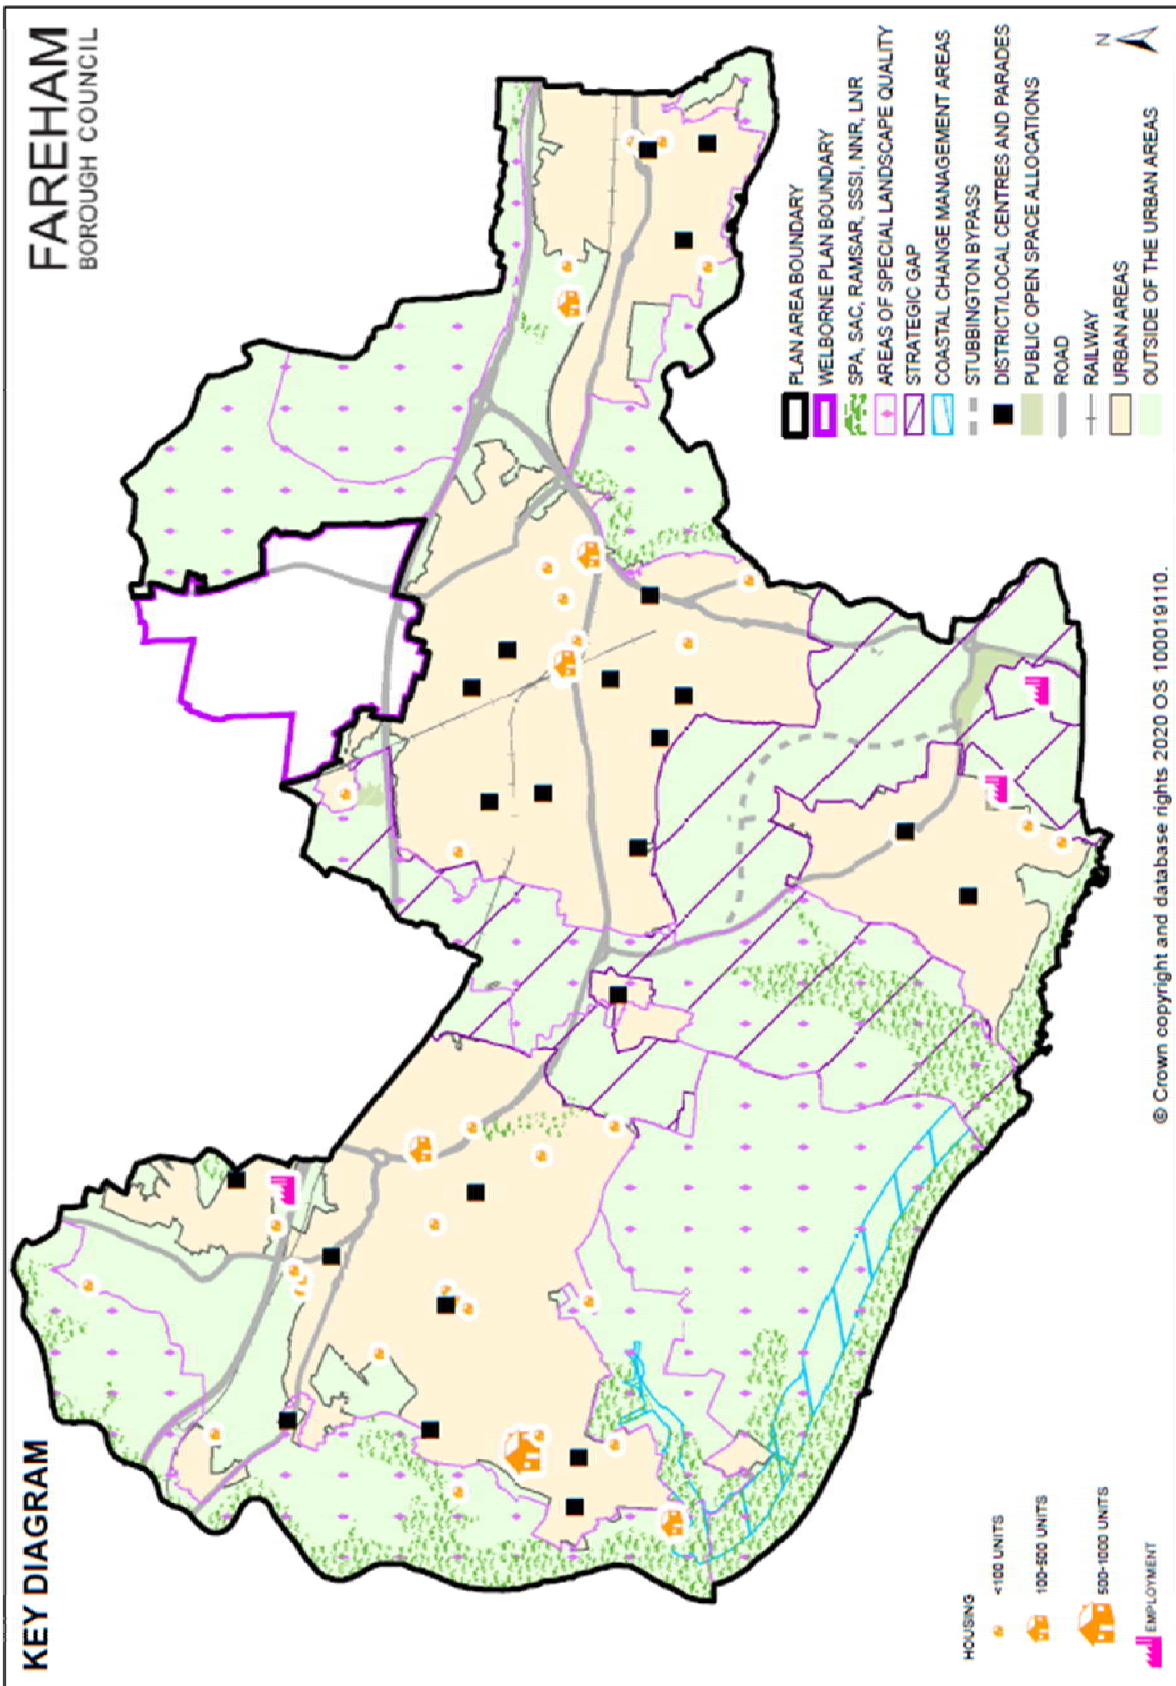 KEY DIAGRAM
FAREHAM
BOROUGH COUNCIL
HOUSING
<100 UNITS
100-500 UNITS
500-1000 UNITS
EMPLOYMENT
PLAN AREA BOUNDARY
WELBORNE PLAN BOUNDARY
SPA, SAC, RAMSAR, SSSI, NNR, LNR
AREAS OF SPECIAL LANDSCAPE QUALITY
STRATEGIC GAP
COASTAL CHANGE MANAGEMENT AREAS
STUBBINGTON BYPASS
DISTRICT/LOCAL CENTRES AND PARADES
PUBLIC OPEN SPACE ALLOCATIONS
ROAD
RAILWAY
URBAN AREAS
OUTSIDE OF THE URBAN AREAS
N
© Crown copyright and database rights 2020 OS 100019110.